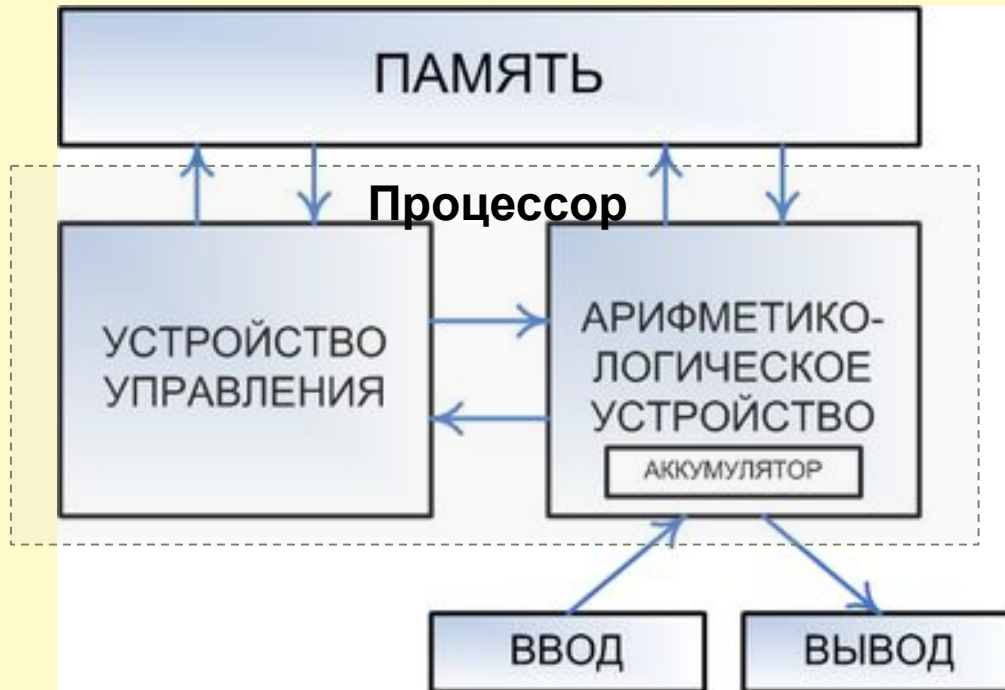 ПАМЯТЬ
Процессор
УСТРОЙСТВО
УПРАВЛЕНИЯ
АРИФМЕТИКО-
ЛОГИЧЕСКОЕ
УСТРОЙСТВО
АККУМУЛЯТОР
ВВОД
ВЫВОД